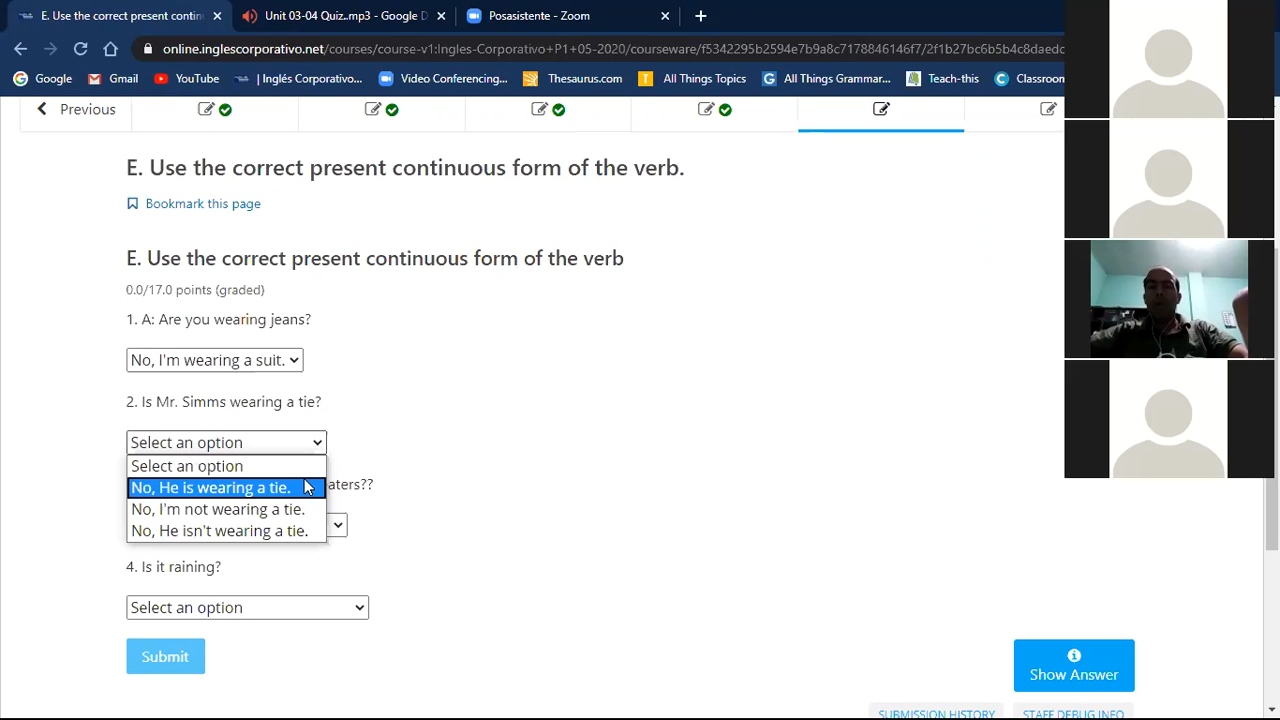 E. Use the correct present contin
Unit 03-04 Quiz..mp3 - Google D
Posasistente - Zoom
online.inglescorporativo.net/courses/course-v1:Ingles-Corporativo+P1+05-2020/courseware/f5342295b2594e7b9a8c7178846146f7/2f1b27bc6b5b4c8daedc
Google
Gmail
YouTube
| Inglés Corporativo...
Video Conferencing...
Thesaurus.com
All Things Topics
All Things Grammar...
Teach-this
Classroom
Previous
E. Use the correct present continuous form of the verb.
Bookmark this page
E. Use the correct present continuous form of the verb
0.0/17.0 points (graded)
1. A: Are you wearing jeans?
No, I'm wearing a suit.
2. Is Mr. Simms wearing a tie?
Select an option
Select an option
No, He is wearing a tie.
aters??
No, I'm not wearing a tie.
No, He isn't wearing a tie.
4. Is it raining?
Select an option
Submit
Show Answer
SUBMISSION HISTORY
STAFF DEBUG INFO